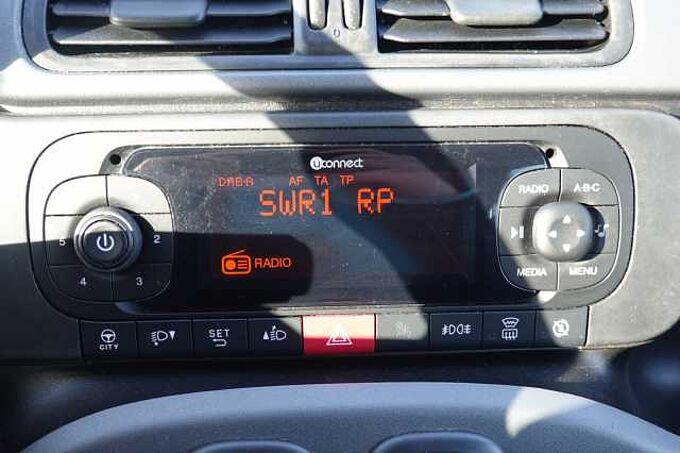 uconnect
DAB-A AF TA TP
SWR1 RP
RADIO
RADIO A-B-C
MEDIA MENU
5 2
4 3
CITY
SET